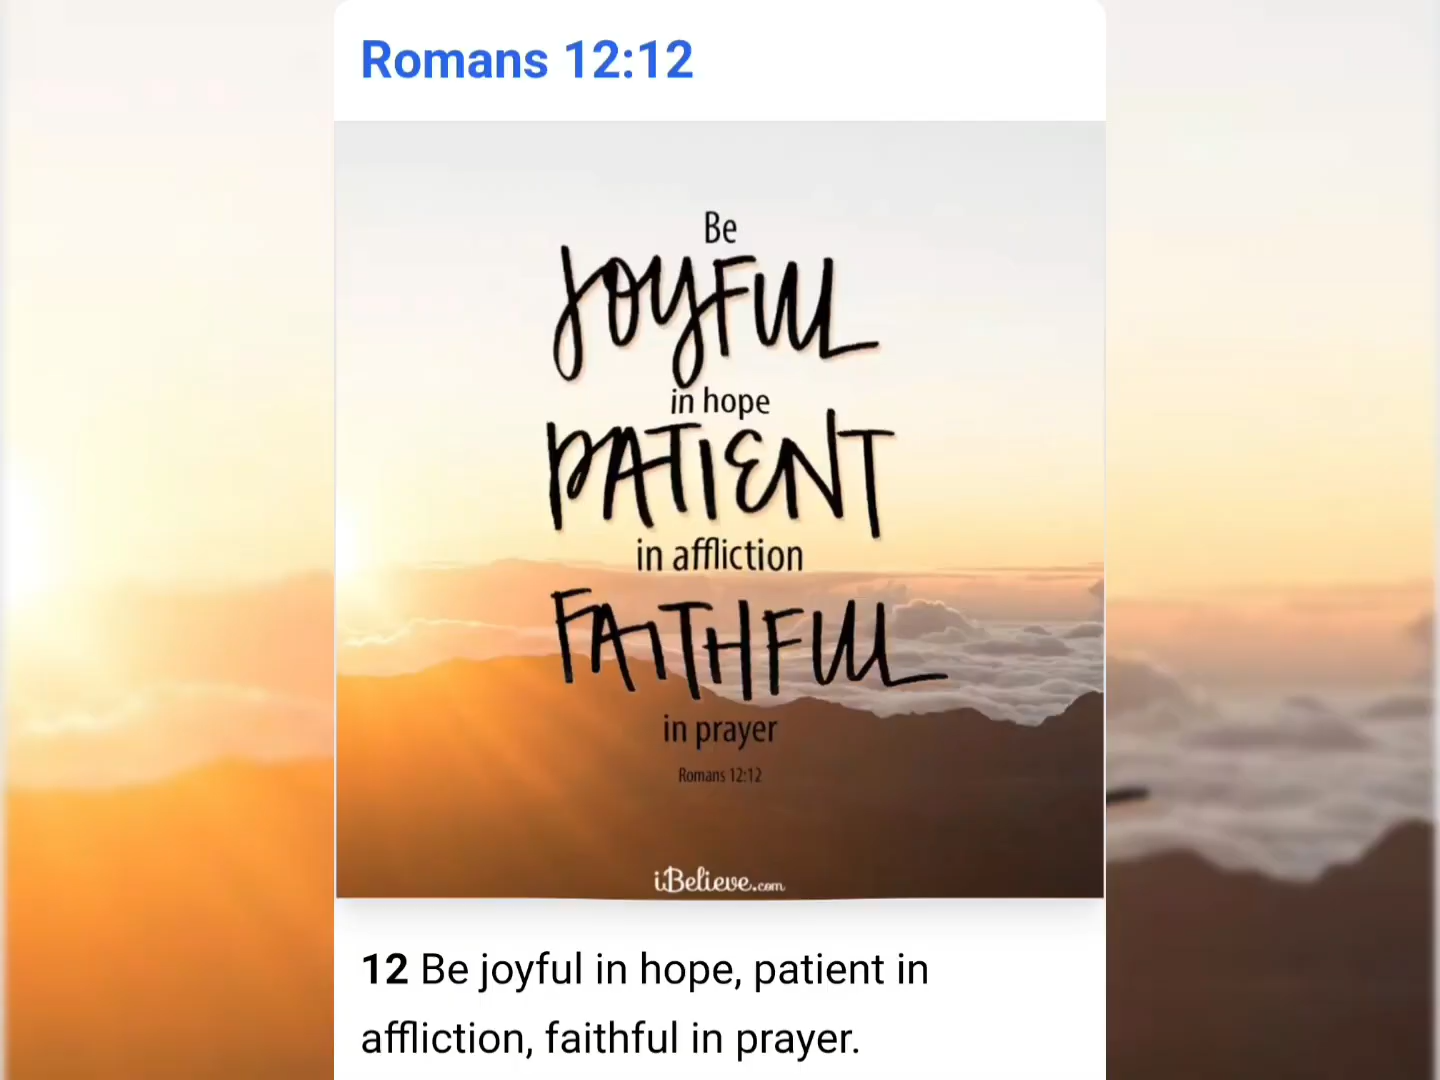 Romans 12:12
Be
JOYFUL
in hope
PATIENT
in affliction
FAITHFUL
in prayer
Romans 12:12
iBelieve.com
12 Be joyful in hope, patient in
affliction, faithful in prayer.